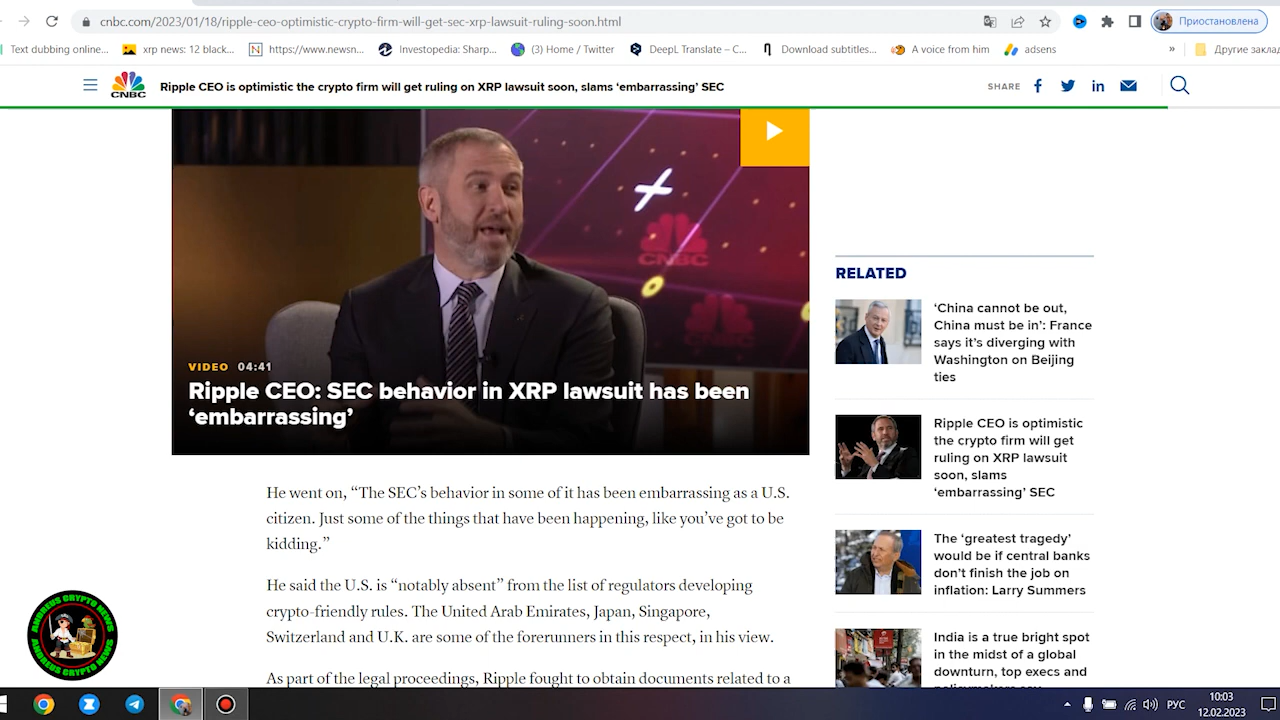 cnbc.com/2023/01/18/ripple-ceo-optimistic-crypto-firm-will-get-sec-xrp-lawsuit-ruling-soon.html
Приостановлена
Text dubbing online...
xrp news: 12 black...
https://www.newsn...
Investopedia: Sharp...
(3) Home / Twitter
DeepL Translate – C...
Download subtitles...
A voice from him
adsens
»
Другие закла
CNBC
Ripple CEO is optimistic the crypto firm will get ruling on XRP lawsuit soon, slams ‘embarrassing’ SEC
SHARE
CNBC
VIDEO 04:41
Ripple CEO: SEC behavior in XRP lawsuit has been
‘embarrassing’
He went on, “The SEC’s behavior in some of it has been embarrassing as a U.S.
citizen. Just some of the things that have been happening, like you’ve got to be
kidding.”
He said the U.S. is “notably absent” from the list of regulators developing
crypto-friendly rules. The United Arab Emirates, Japan, Singapore,
Switzerland and U.K. are some of the forerunners in this respect, in his view.
As part of the legal proceedings, Ripple fought to obtain documents related to a
RELATED
‘China cannot be out,
China must be in’: France
says it’s diverging with
Washington on Beijing
ties
Ripple CEO is optimistic
the crypto firm will get
ruling on XRP lawsuit
soon, slams
‘embarrassing’ SEC
The ‘greatest tragedy’
would be if central banks
don’t finish the job on
inflation: Larry Summers
India is a true bright spot
in the midst of a global
downturn, top execs and
ANDREUS CRYPTO NEWS
ANDREUS CRYPTO NEWS
РУС
10:03
12.02.2023